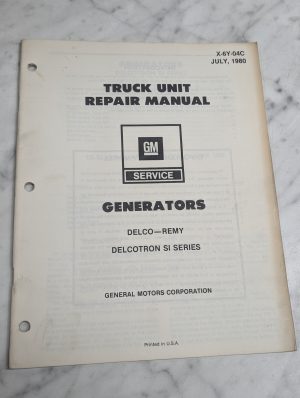 X-6Y-04C
JULY, 1980
TRUCK UNIT
REPAIR MANUAL
GM
SERVICE
GENERATORS
DELCO—REMY
DELCOTRON SI SERIES
GENERAL MOTORS CORPORATION
Printed in U.S.A.